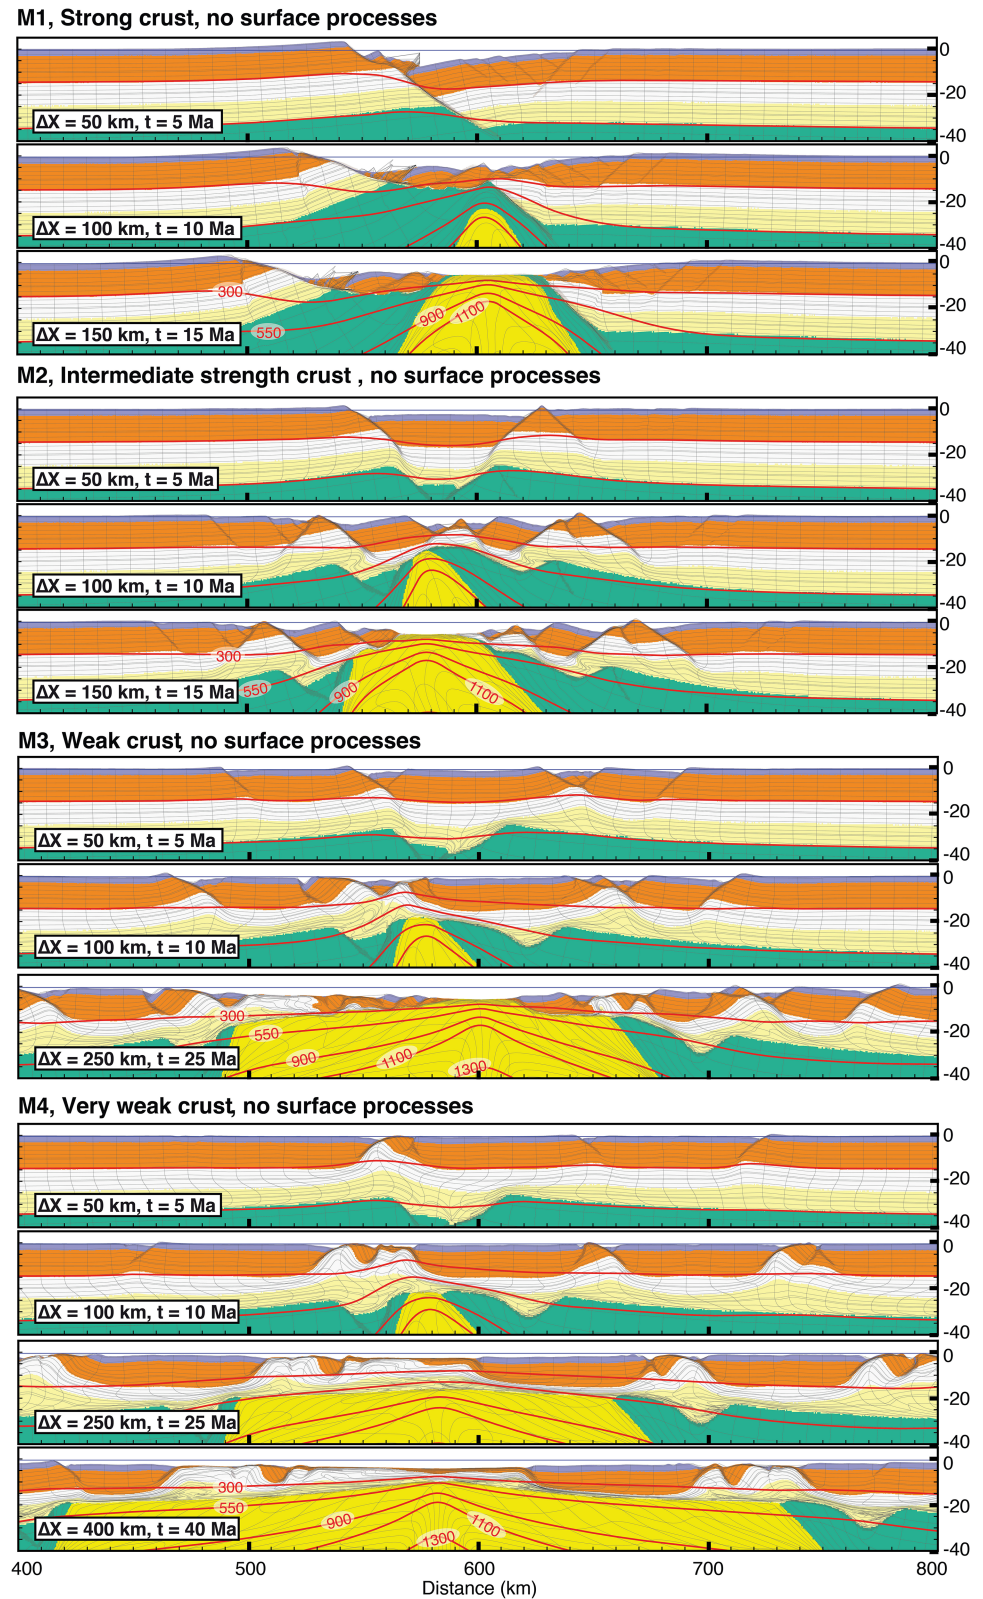 M1, Strong crust, no surface processes
0
-20
ΔX = 50 km, t = 5 Ma
-40
0
-20
ΔX = 100 km, t = 10 Ma
-40
0
300
-20
900 1100
ΔX = 150 km, t = 15 Ma 550
-40
M2, Intermediate strength crust , no surface processes
0
-20
ΔX = 50 km, t = 5 Ma
-40
0
-20
ΔX = 100 km, t = 10 Ma
-40
0
300
-20
ΔX = 150 km, t = 15 Ma 550 900 1100
-40
M3, Weak crust, no surface processes
0
-20
ΔX = 50 km, t = 5 Ma
-40
0
-20
ΔX = 100 km, t = 10 Ma
-40
0
300
550
-20
ΔX = 250 km, t = 25 Ma 900 1100 1300
-40
M4, Very weak crust, no surface processes
0
-20
ΔX = 50 km, t = 5 Ma
-40
0
-20
ΔX = 100 km, t = 10 Ma
-40
0
-20
ΔX = 250 km, t = 25 Ma
-40
0
300
550
-20
ΔX = 400 km, t = 40 Ma 900 1300 1100
-40
400 500 600 700 800
Distance (km)